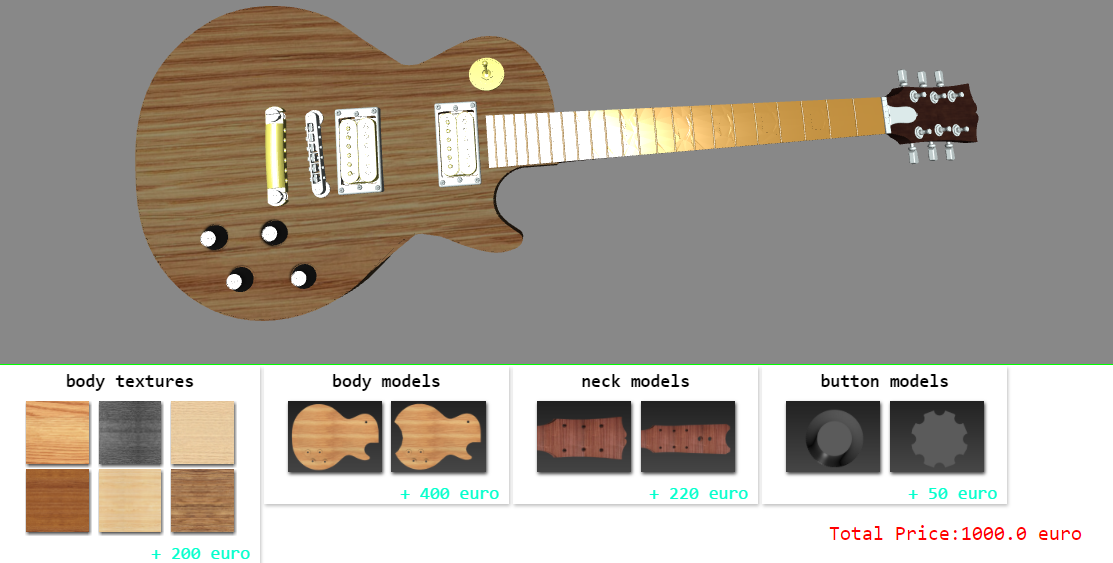 body textures
body models
neck models
button models
+ 400 euro
+ 220 euro
+ 50 euro
Total Price:1000.0 euro
+ 200 euro